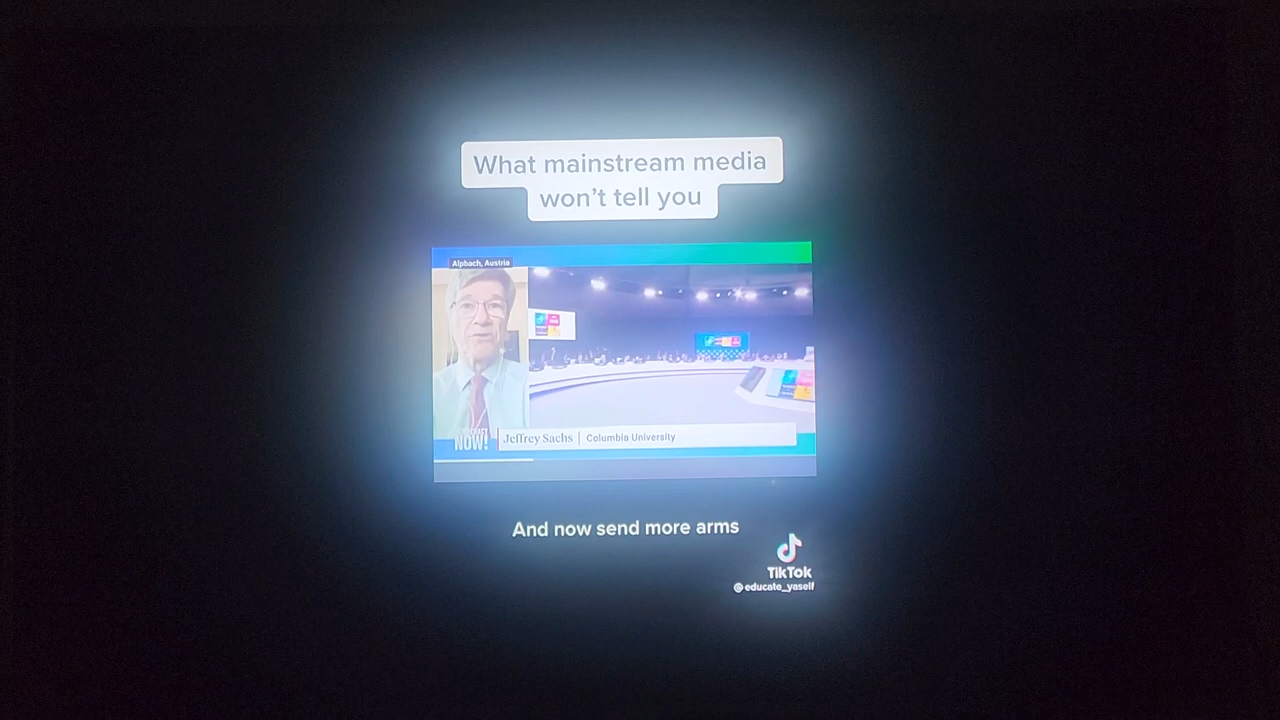 What mainstream media
won't tell you
Alpbach, Austria
NOW!
Jeffrey Sachs | Columbia University
And now send more arms
TikTok
@educate_yaself